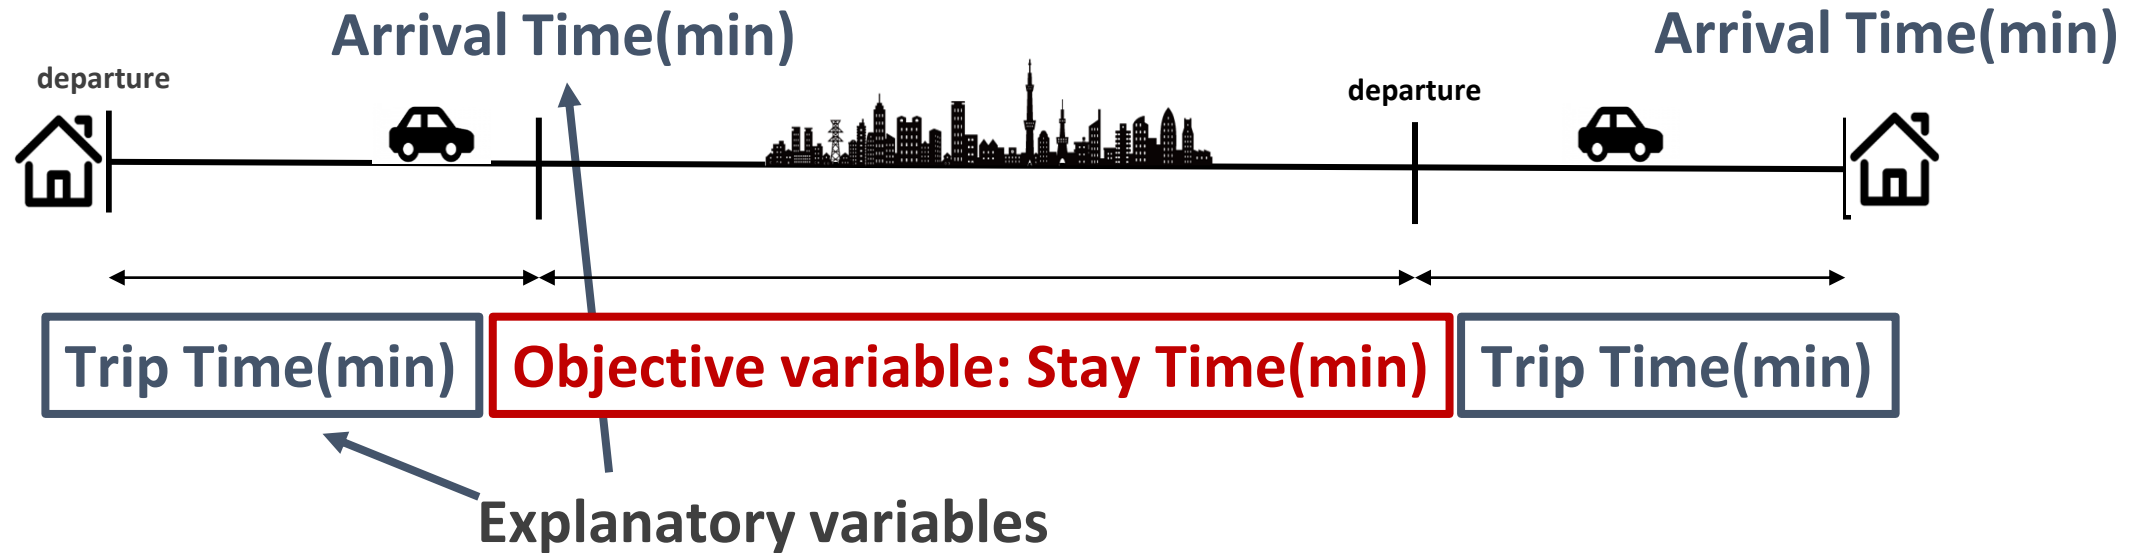 Arrival Time(min)
Arrival Time(min)
departure
departure
Trip Time(min)
Objective variable: Stay Time(min)
Trip Time(min)
Explanatory variables